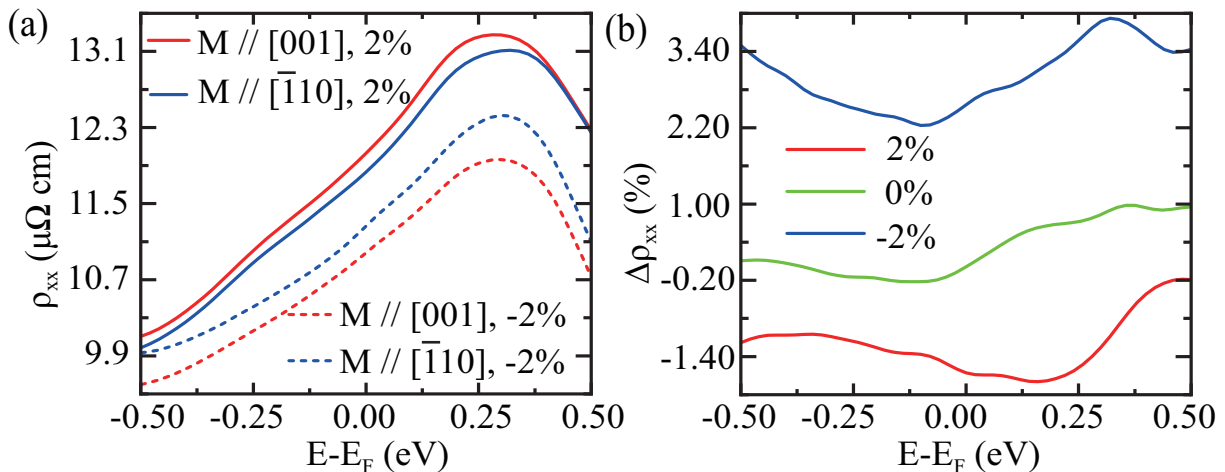 (a)
ρxx (μΩ cm)
13.1
12.3
11.5
10.7
9.9
M // [001], 2%
M // [1̅10], 2%
M // [001], -2%
M // [1̅10], -2%
-0.50 -0.25 0.00 0.25 0.50
E-EF (eV)
(b)
Δρxx (%)
3.40
2.20
1.00
-0.20
-1.40
2%
0%
-2%
-0.50 -0.25 0.00 0.25 0.50
E-EF (eV)